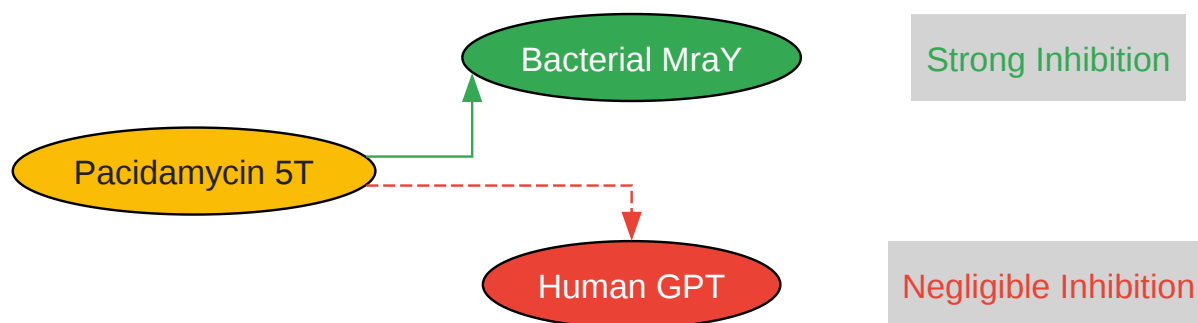 Bacterial MraY
Strong Inhibition
Pacidamycin 5T
Human GPT
Negligible Inhibition